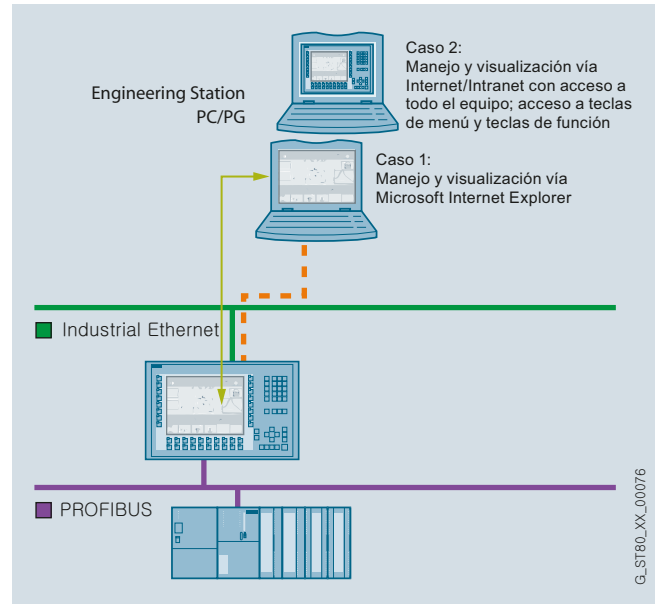 Engineering Station
PC/PG
Caso 2:
Manejo y visualización vía
Internet/Intranet con acceso a
todo el equipo; acceso a teclas
de menú y teclas de función
Caso 1:
Manejo y visualización vía
Microsoft Internet Explorer
Industrial Ethernet
PROFIBUS
G_ST80_XX_00076